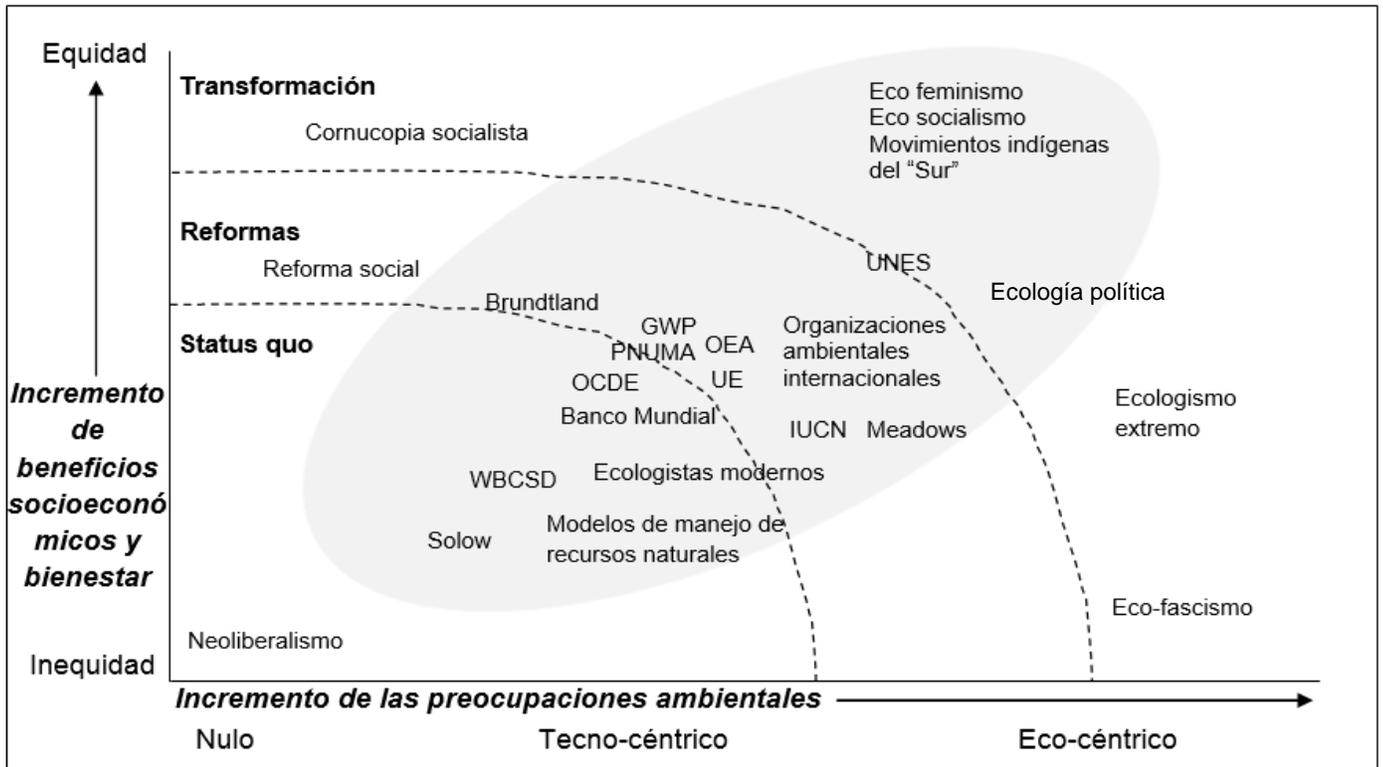 Equidad
Transformación
Cornucopia socialista
Eco feminismo
Eco socialismo
Movimientos indígenas
del “Sur”
Reformas
Reforma social
UNES
Ecología política
Brundtland
GWP
PNUMA
OEA
Organizaciones
ambientales
internacionales
Status quo
OCDE
UE
Banco Mundial
IUCN
Meadows
Ecologismo
extremo
WBCSD
Ecologistas modernos
Solow
Modelos de manejo de
recursos naturales
Eco-fascismo
Neoliberalismo
Incremento
de
beneficios
socioeconó
micos y
bienestar
Inequidad
Incremento de las preocupaciones ambientales
Nulo
Tecno-céntrico
Eco-céntrico